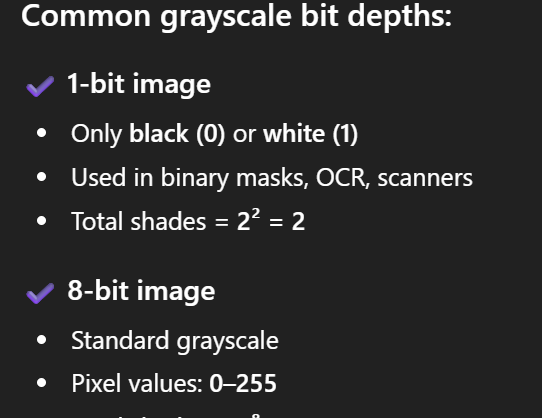 Common grayscale bit depths:
✔ 1-bit image
• Only black (0) or white (1)
• Used in binary masks, OCR, scanners
• Total shades = 2² = 2
✔ 8-bit image
• Standard grayscale
• Pixel values: 0–255